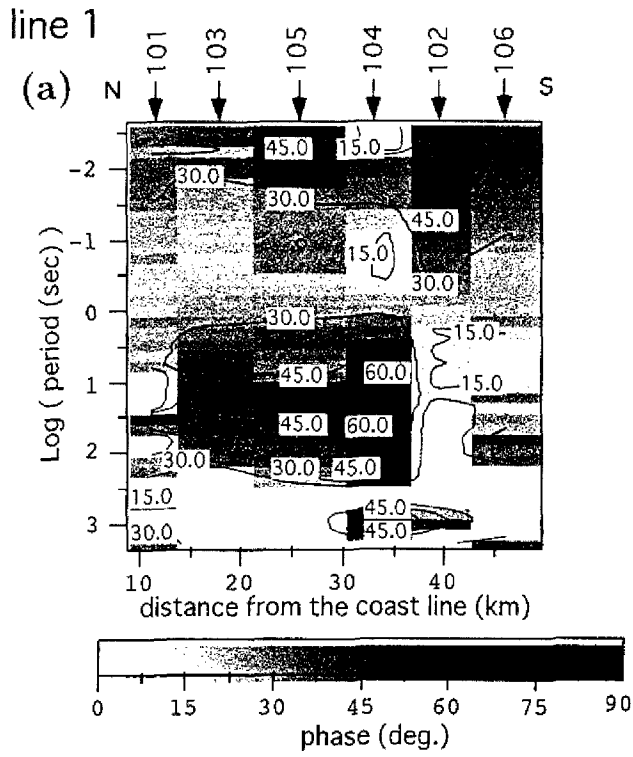 line 1
101 103 105 104 102 106
(a) N S
45.0 15.0
-2
30.0
30.0
45.0
-1
15.0
30.0
0
30.0
15.0
45.0 60.0
1 15.0
45.0 60.0
2
30.0 30.0 45.0
15.0
45.0
3
30.0 45.0
Log ( period (sec) )
10 20 30 40
distance from the coast line (km)
0 15 30 45 60 75 90
phase (deg.)